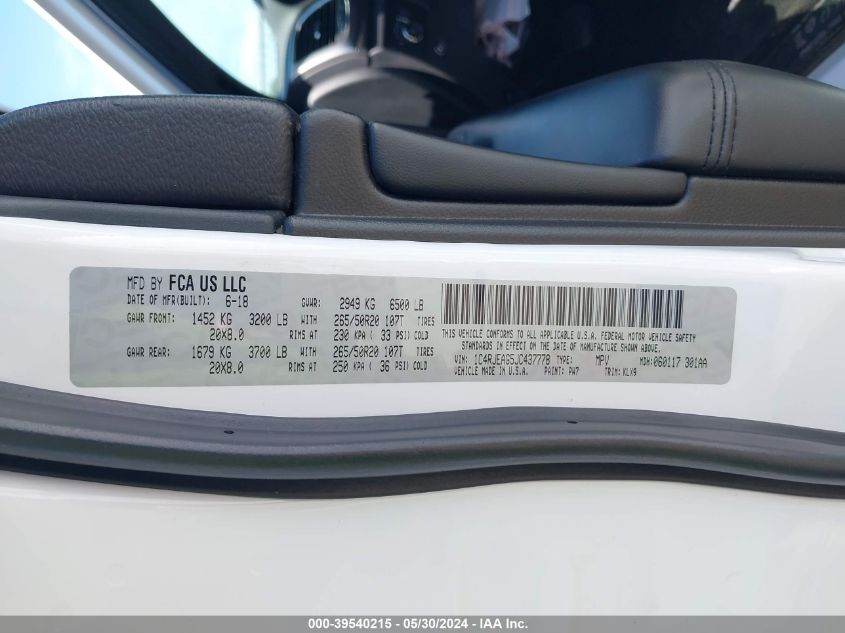 MFD BY FCA US LLC
DATE OF MFR(BUILT): 6-18 GVWR: 2949 KG 6500 LB
GAWR FRONT: 1452 KG 3200 LB WITH 265/50R20 107T TIRES
20X8.0 RIMS AT 230 KPA ( 33 PSI) COLD
GAWR REAR: 1679 KG 3700 LB WITH 265/50R20 107T TIRES
20X8.0 RIMS AT 250 KPA ( 36 PSI) COLD
THIS VEHICLE CONFORMS TO ALL APPLICABLE U.S.A. FEDERAL MOTOR VEHICLE SAFETY
STANDARDS IN EFFECT ON THE DATE OF MANUFACTURE SHOWN ABOVE.
VIN: 1C4RJEAG5JC437778 TYPE: MPV MDH:060117 301AA
VEHICLE MADE IN U.S.A. PAINT: PW7 TRIM: KLX9
000-39540215 - 05/30/2024 - IAA Inc.